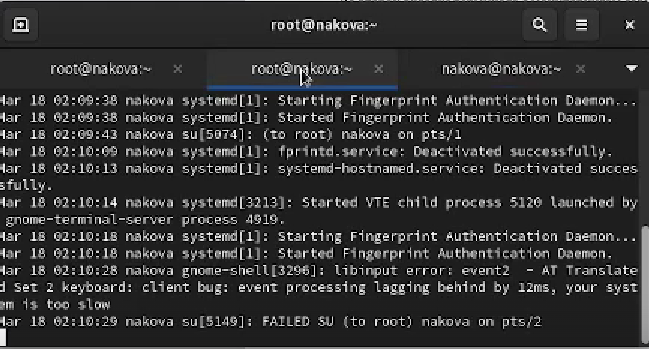 root@nakova:~
root@nakova:~
root@nakova:~
nakova@nakova:~
Mar 18 02:09:38 nakova systemd[1]: Starting Fingerprint Authentication Daemon...
Mar 18 02:09:38 nakova systemd[1]: Started Fingerprint Authentication Daemon.
Mar 18 02:09:43 nakova su[5074]: (to root) nakova on pts/1
Mar 18 02:10:09 nakova systemd[1]: fprintd.service: Deactivated successfully.
Mar 18 02:10:13 nakova systemd[1]: systemd-hostnamed.service: Deactivated succes
sfully.
Mar 18 02:10:14 nakova systemd[3213]: Started VTE child process 5120 launched by
gnome-terminal-server process 4919.
Mar 18 02:10:18 nakova systemd[1]: Starting Fingerprint Authentication Daemon...
Mar 18 02:10:18 nakova systemd[1]: Started Fingerprint Authentication Daemon.
Mar 18 02:10:28 nakova gnome-shell[3296]: libinput error: event2  - AT Translate
d Set 2 keyboard: client bug: event processing lagging behind by 12ms, your syst
em is too slow
Mar 18 02:10:29 nakova su[5149]: FAILED SU (to root) nakova on pts/2